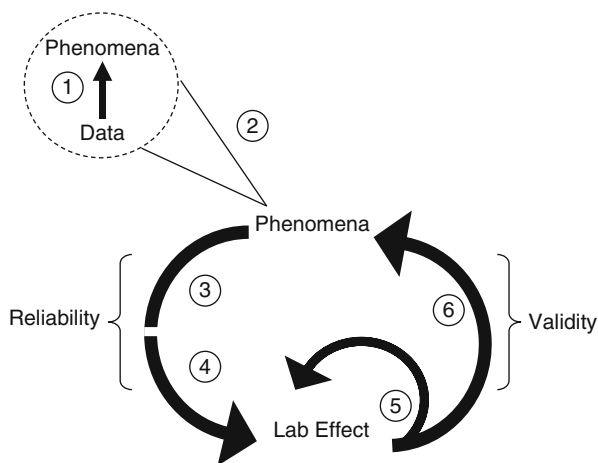 Phenomena
1
2
Data
Phenomena
3
6
Reliability
Validity
4
5
Lab Effect